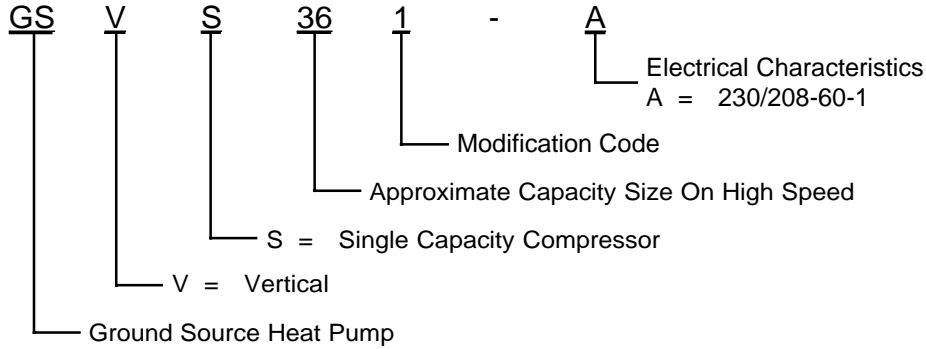 GS V S 36 1 - A
Electrical Characteristics
A = 230/208-60-1
Modification Code
Approximate Capacity Size On High Speed
S = Single Capacity Compressor
V = Vertical
Ground Source Heat Pump